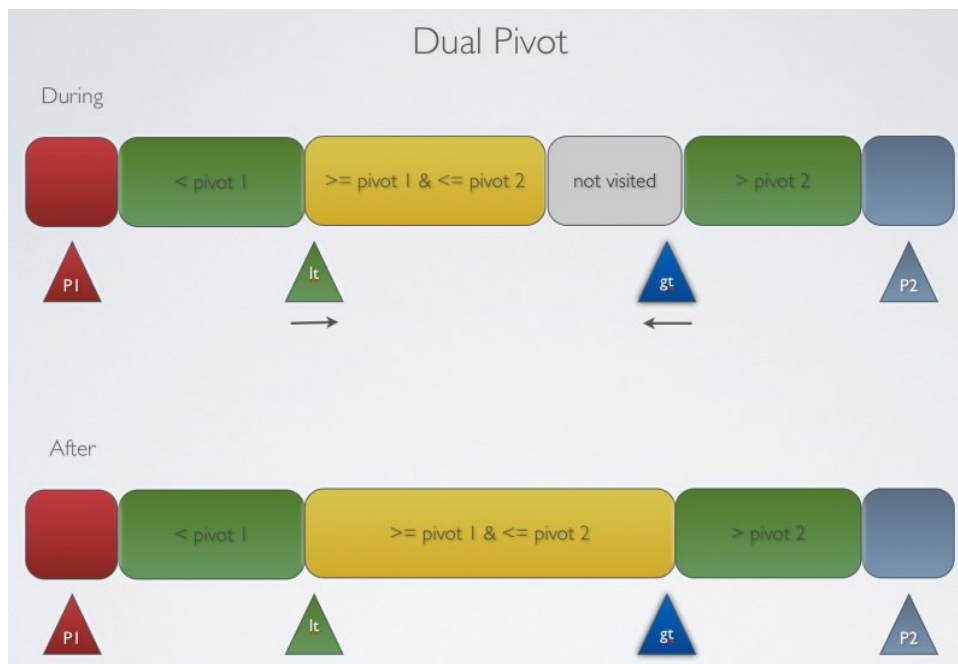 Dual Pivot
During
< pivot 1
>= pivot 1 & <= pivot 2
not visited
> pivot 2
P1
lt
gt
P2
After
< pivot 1
>= pivot 1 & <= pivot 2
> pivot 2
P1
lt
gt
P2